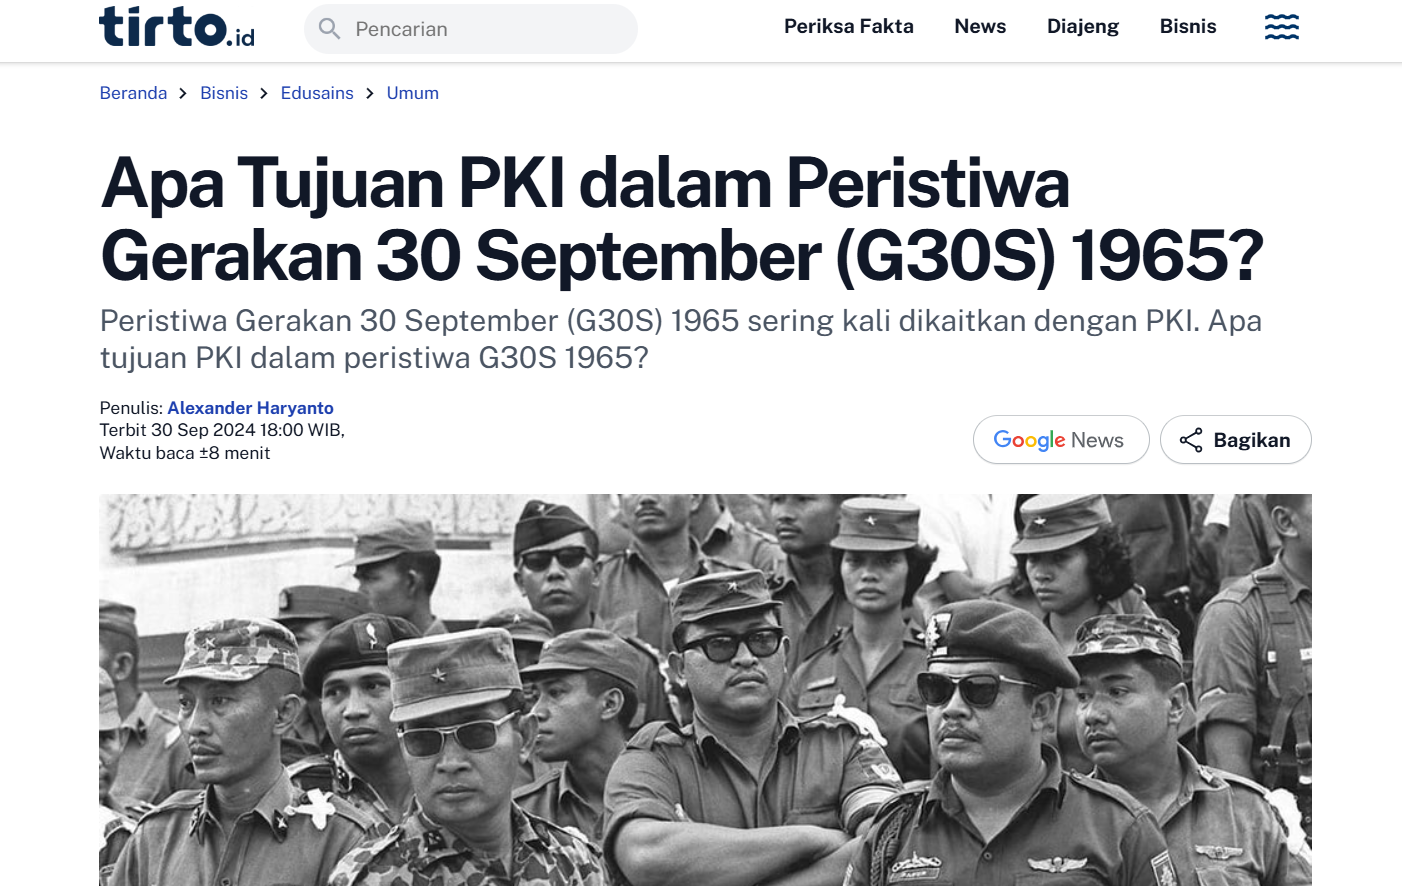 tirto.id
Pencarian
Periksa Fakta
News
Diajeng
Bisnis
Beranda > Bisnis > Edusains > Umum
Apa Tujuan PKI dalam Peristiwa
Gerakan 30 September (G30S) 1965?
Peristiwa Gerakan 30 September (G30S) 1965 sering kali dikaitkan dengan PKI. Apa
tujuan PKI dalam peristiwa G30S 1965?
Penulis: Alexander Haryanto
Terbit 30 Sep 2024 18:00 WIB,
Waktu baca ±8 menit
Google News
Bagikan